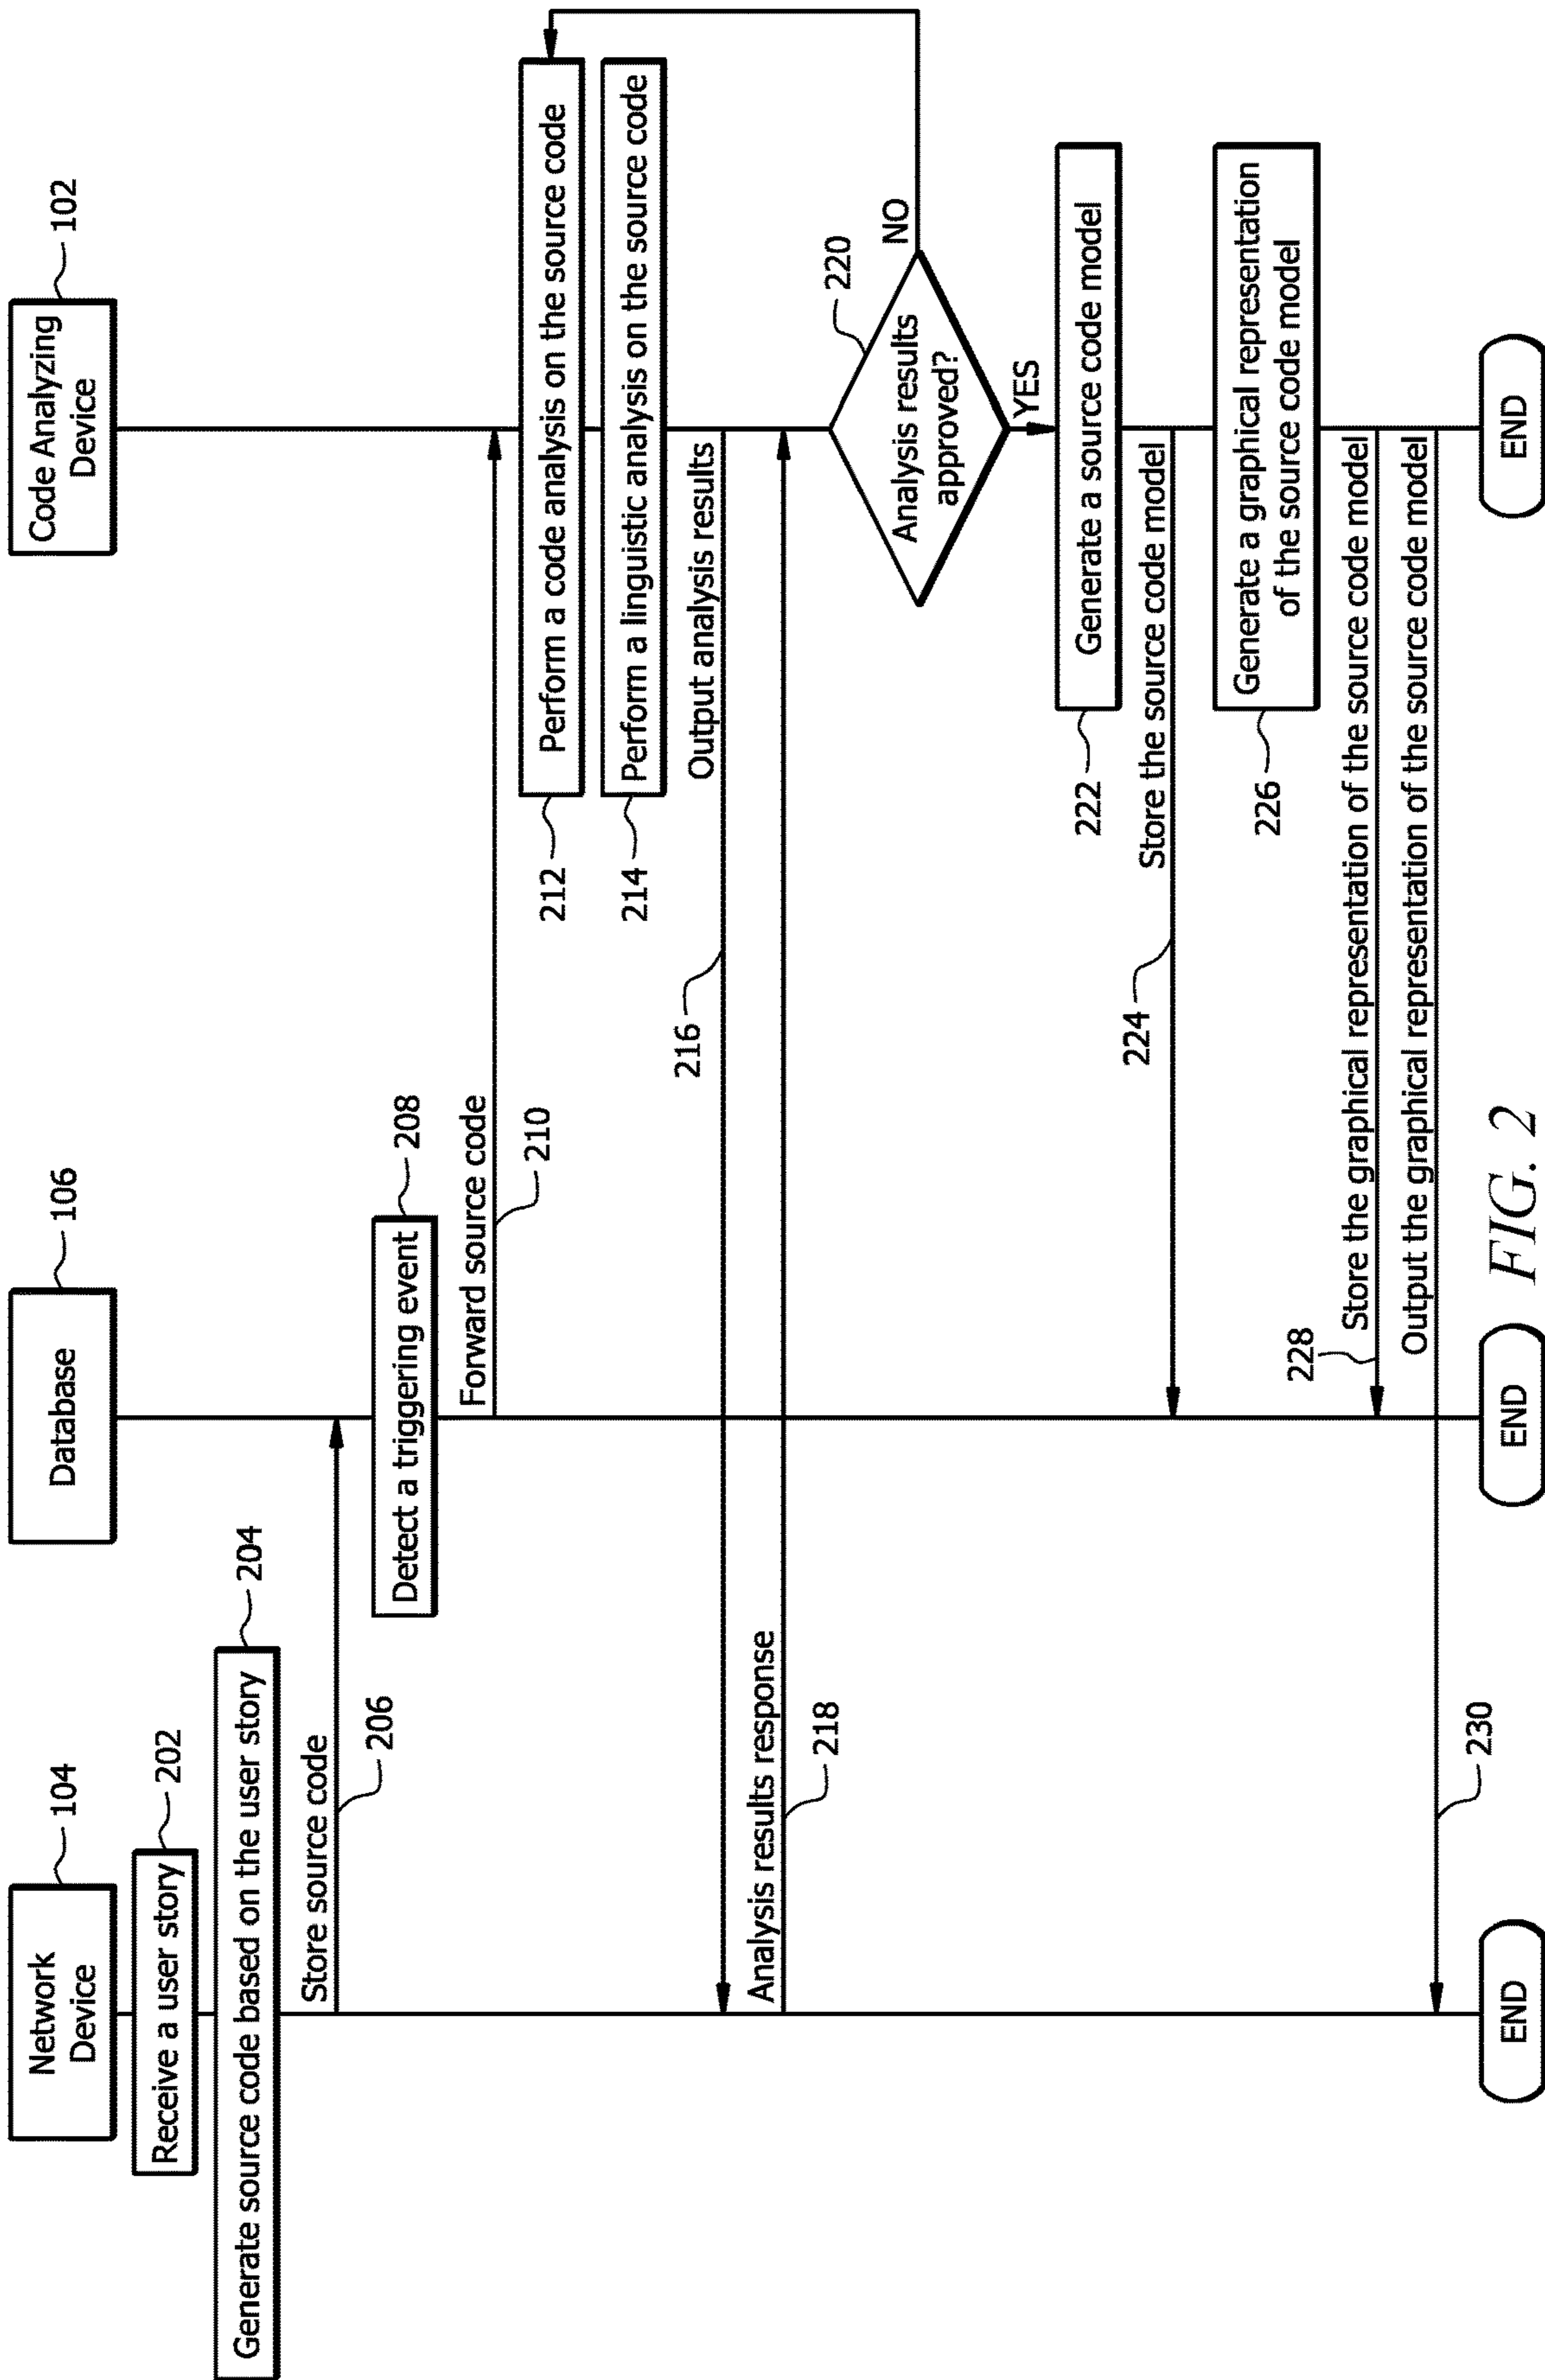 Network
Device
104
Database
106
Code Analyzing
Device
102
Receive a user story
202
Generate source code based on the user story
204
Store source code
206
Detect a triggering event
208
Forward source code
210
Perform a code analysis on the source code
212
Perform a linguistic analysis on the source code
214
Output analysis results
216
Analysis results response
218
Analysis results
approved?
220
NO
YES
Generate a source code model
222
Store the source code model
224
Generate a graphical representation
of the source code model
226
Store the graphical representation of the source code model
228
Output the graphical representation of the source code model
230
END
END
END
FIG. 2